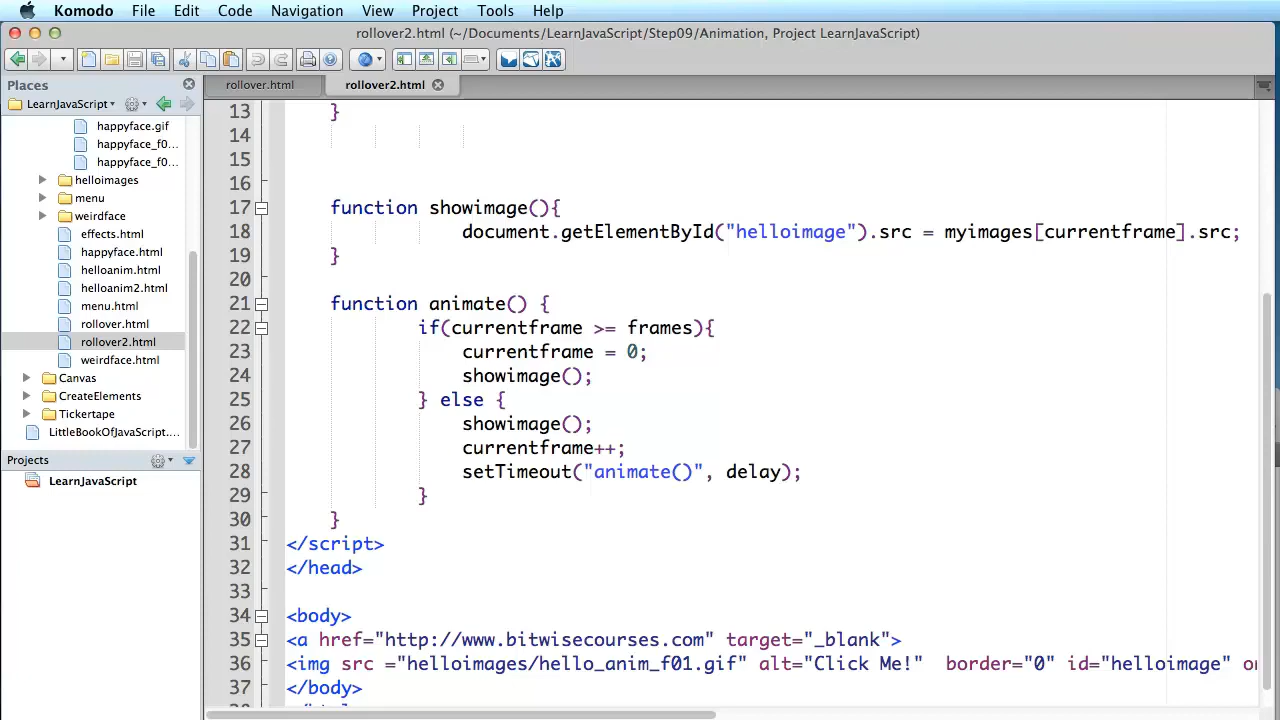 Komodo File Edit Code Navigation View Project Tools Help
rollover2.html (~/Documents/LearnJavaScript/Step09/Animation, Project LearnJavaScript)
Places
rollover.html
rollover2.html
LearnJavaScript
happyface.gif
happyface_f0...
happyface_f0...
helloimages
menu
weirdface
effects.html
happyface.html
helloanim.html
helloanim2.html
menu.html
rollover.html
rollover2.html
weirdface.html
Canvas
CreateElements
Tickertape
LittleBookOfJavaScript....
Projects
LearnJavaScript
13 }
14
15
16
17 function showimage(){
18 document.getElementById("helloimage").src = myimages[currentframe].src;
19 }
20
21 function animate() {
22 if(currentframe >= frames){
23 currentframe = 0;
24 showimage();
25 } else {
26 showimage();
27 currentframe++;
28 setTimeout("animate()", delay);
29 }
30 }
31 </script>
32 </head>
33
34 <body>
35 <a href="http://www.bitwisecourses.com" target="_blank">
36 <img src ="helloimages/hello_anim_f01.gif" alt="Click Me!" border="0" id="helloimage" on
37 </body>